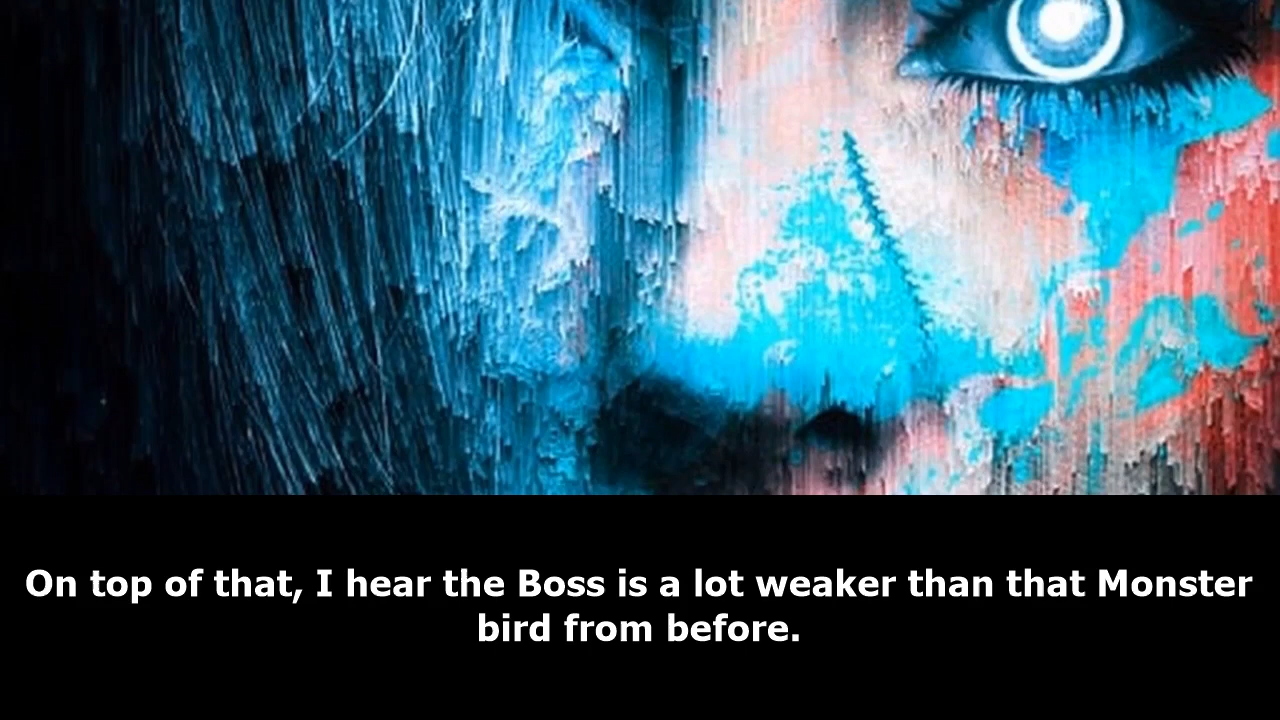 On top of that, I hear the Boss is a lot weaker than that Monster
bird from before.